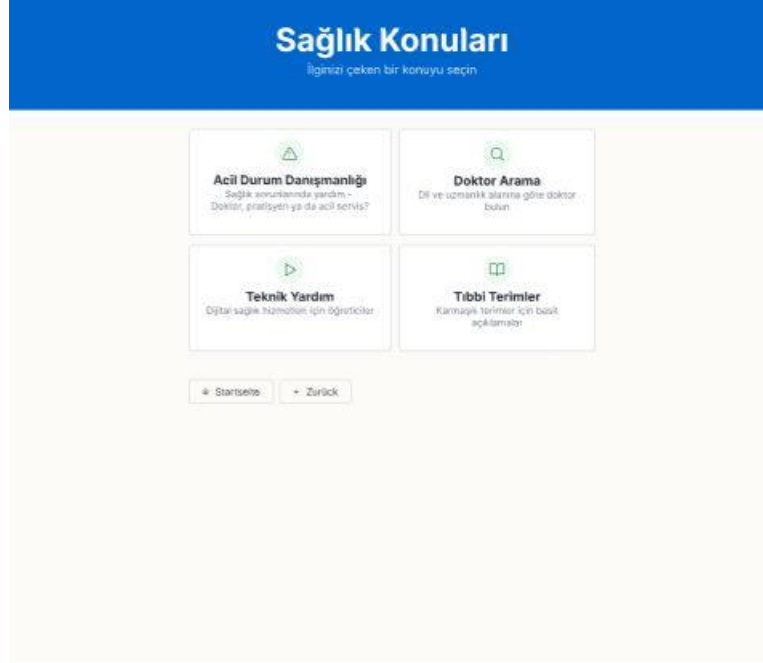 Sağlık Konuları
İlginizi çeken bir konuyu seçin
Acil Durum Danışmanlığı
Sağlık sorunlarında yardım -
Doktor, pratisyen ya da acil servis?
Doktor Arama
Dil ve uzmanlık alanına göre doktor
bulun
Teknik Yardım
Dijital sağlık hizmetleri için öğreticiler
Tıbbi Terimler
Karmaşık terimler için basit
açıklamalar
Startseite
Zurück